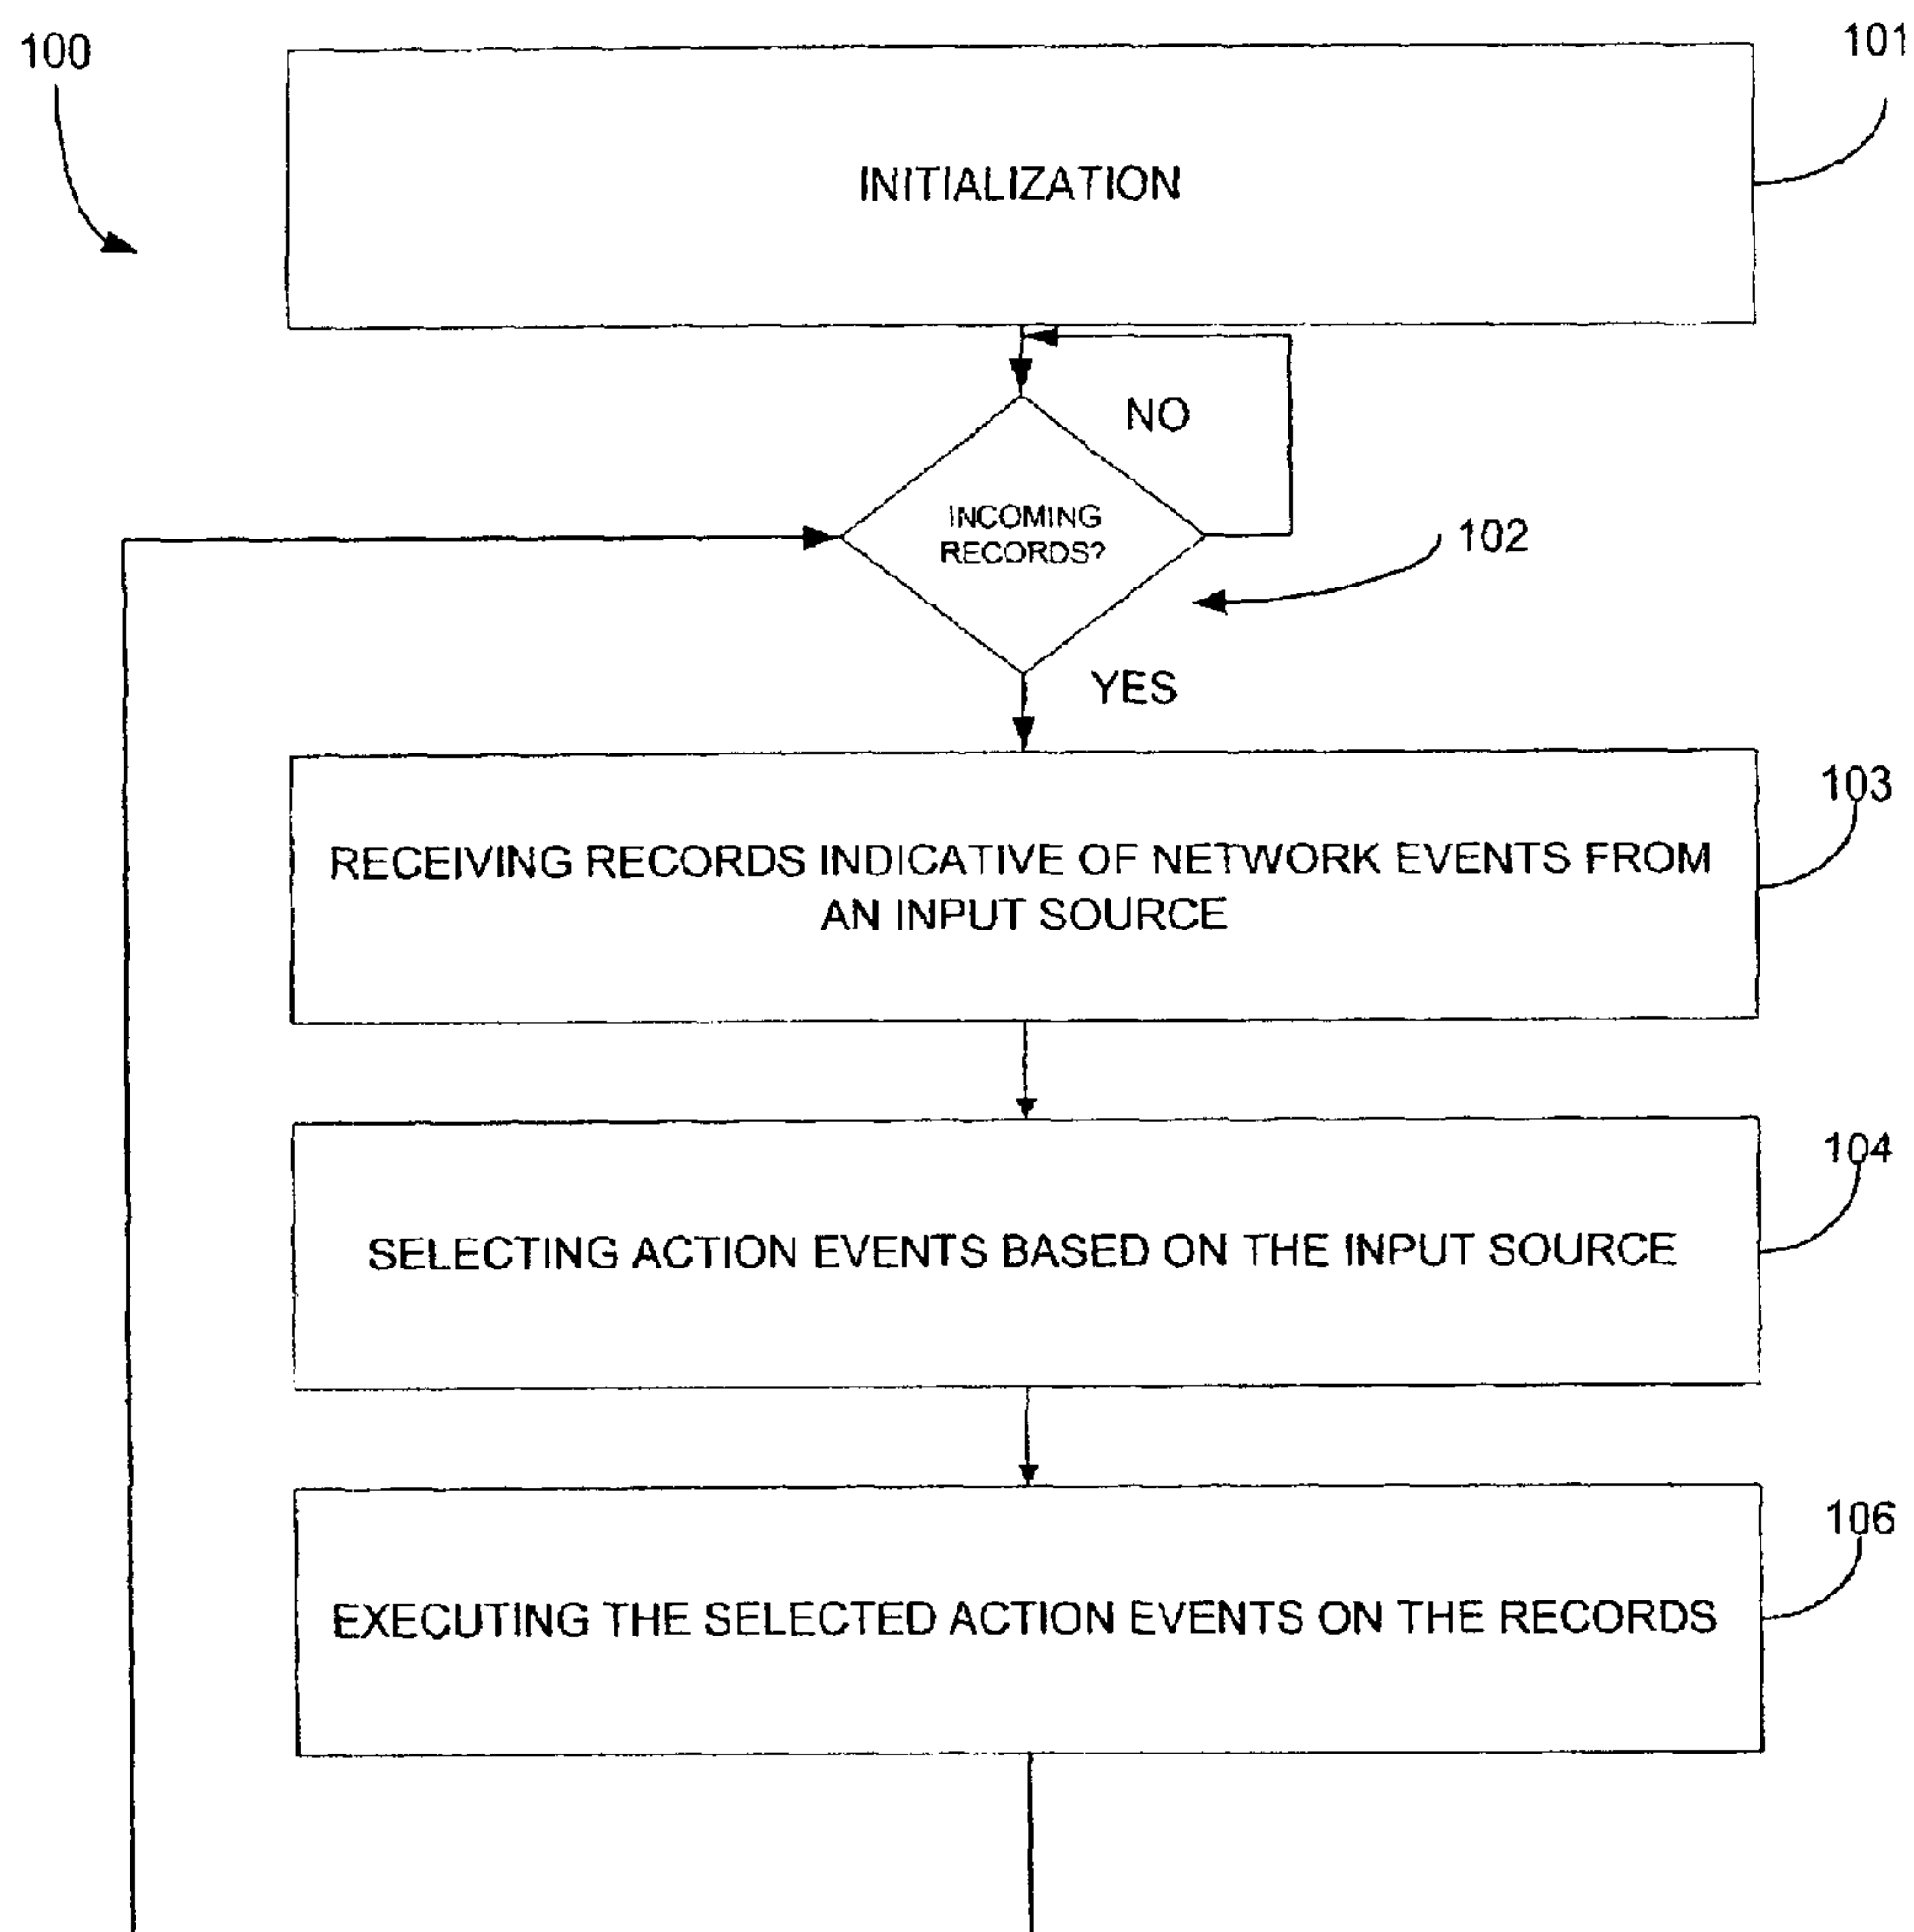 100
101
INITIALIZATION
NO
INCOMING
RECORDS?
102
YES
103
RECEIVING RECORDS INDICATIVE OF NETWORK EVENTS FROM
AN INPUT SOURCE
104
SELECTING ACTION EVENTS BASED ON THE INPUT SOURCE
106
EXECUTING THE SELECTED ACTION EVENTS ON THE RECORDS